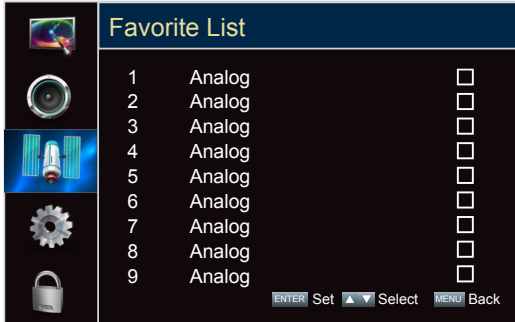 Favorite List
1 Analog
2 Analog
3 Analog
4 Analog
5 Analog
6 Analog
7 Analog
8 Analog
9 Analog
ENTER Set ▲ ▼ Select MENU Back